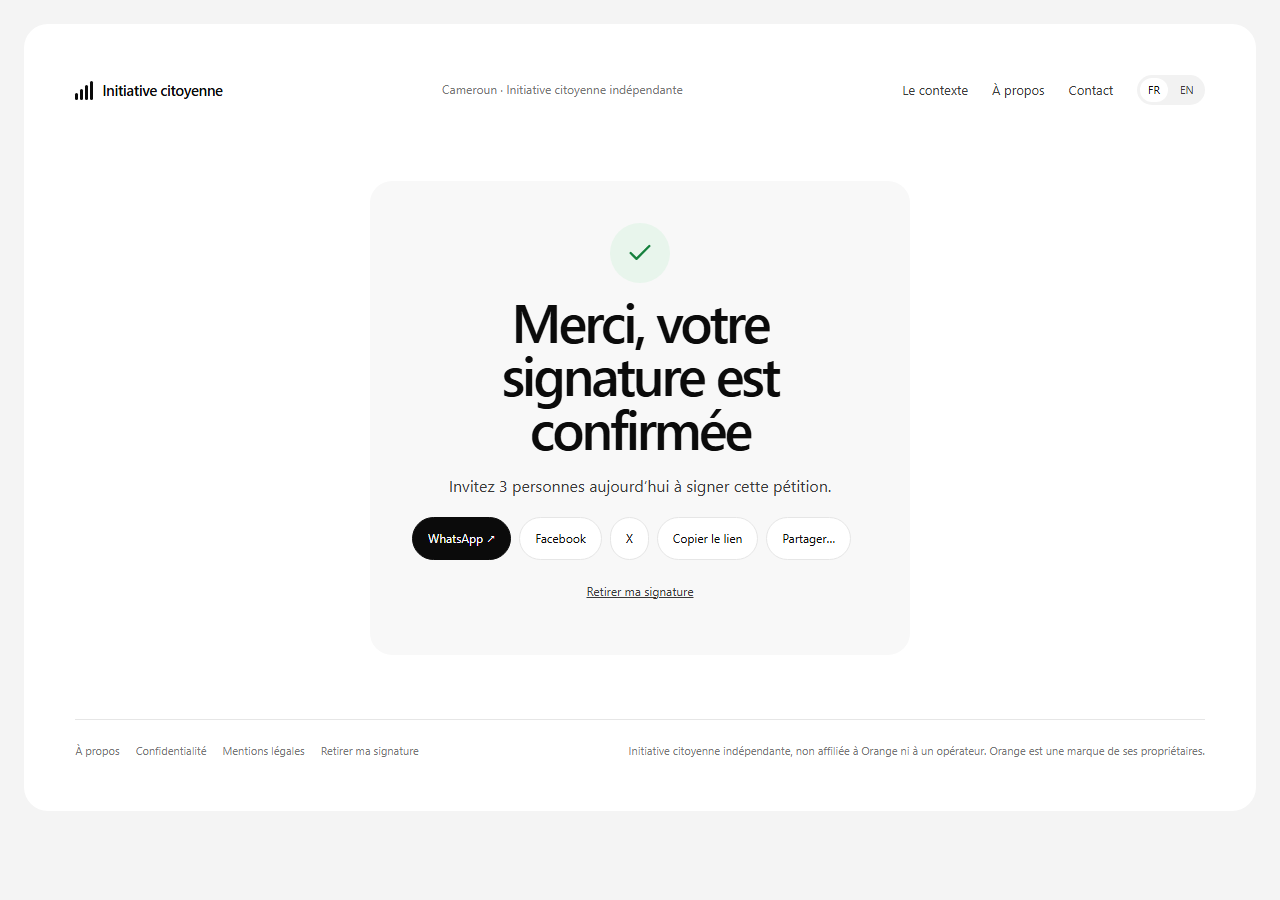 Initiative citoyenne
Cameroun · Initiative citoyenne indépendante
Le contexte
À propos
Contact
FR
EN
Merci, votre
signature est
confirmée
Invitez 3 personnes aujourd'hui à signer cette pétition.
WhatsApp ↗
Facebook
X
Copier le lien
Partager…
Retirer ma signature
À propos
Confidentialité
Mentions légales
Retirer ma signature
Initiative citoyenne indépendante, non affiliée à Orange ni à un opérateur. Orange est une marque de ses propriétaires.